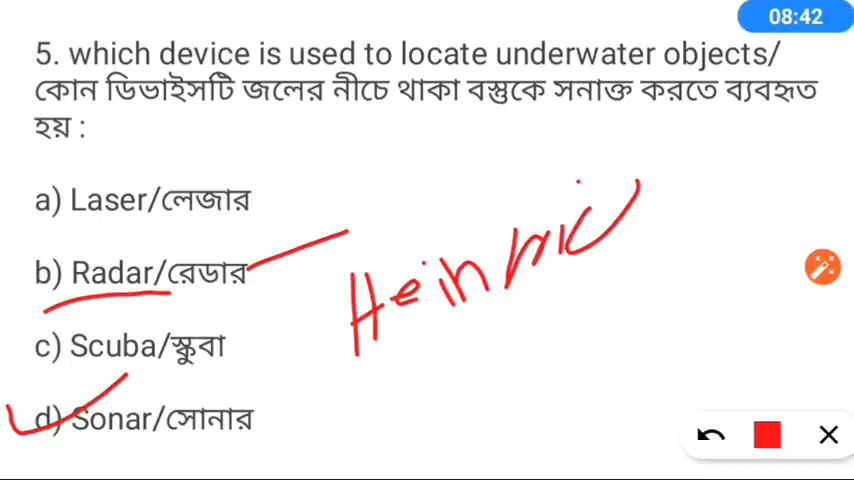 08:42
5. which device is used to locate underwater objects/
কোন ডিভাইসটি জলের নীচে থাকা বস্তুকে সনাক্ত করতে ব্যবহৃত
হয় :
a) Laser/লেজার
b) Radar/রেডার
c) Scuba/স্কুবা
d) Sonar/সোনার